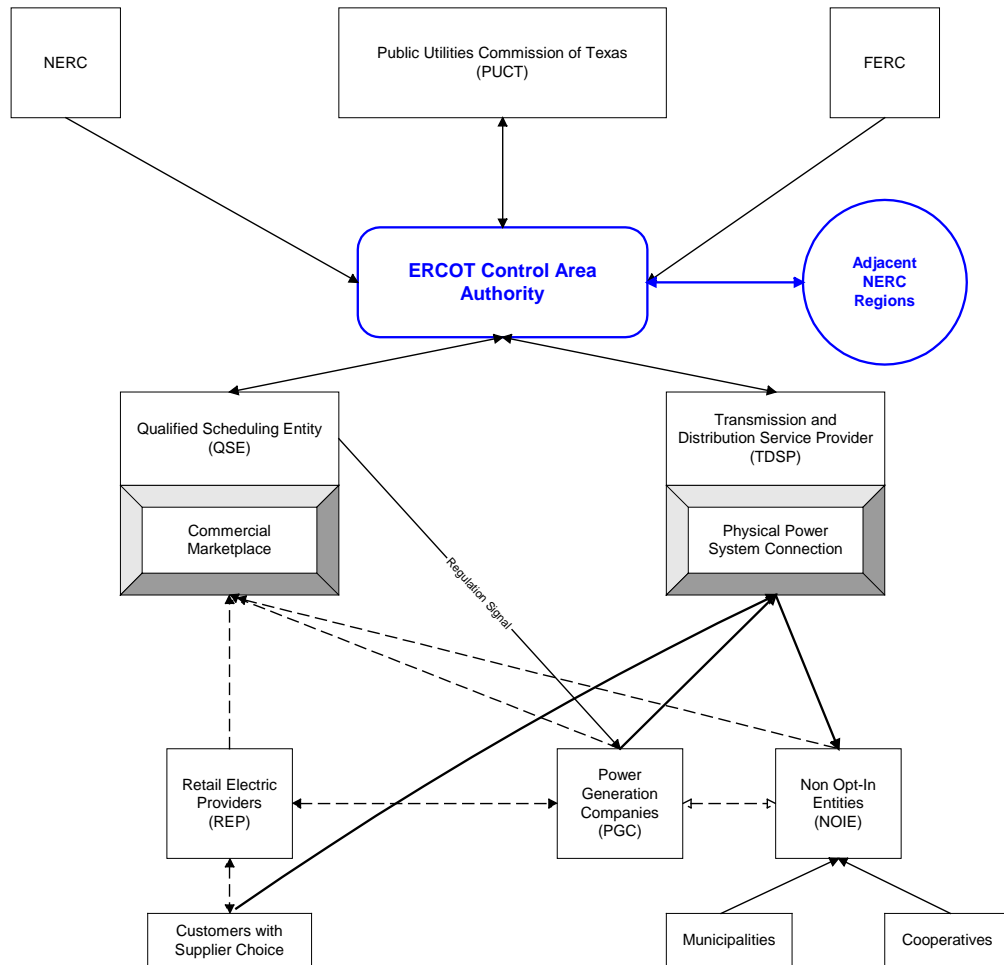 NERC
Public Utilities Commission of Texas
(PUCT)
FERC
ERCOT Control Area
Authority
Adjacent
NERC
Regions
Qualified Scheduling Entity
(QSE)
Transmission and
Distribution Service Provider
(TDSP)
Commercial
Marketplace
Physical Power
System Connection
Regulation Signal
Retail Electric
Providers
(REP)
Power
Generation
Companies
(PGC)
Non Opt-In
Entities
(NOIE)
Customers with
Supplier Choice
Municipalities
Cooperatives